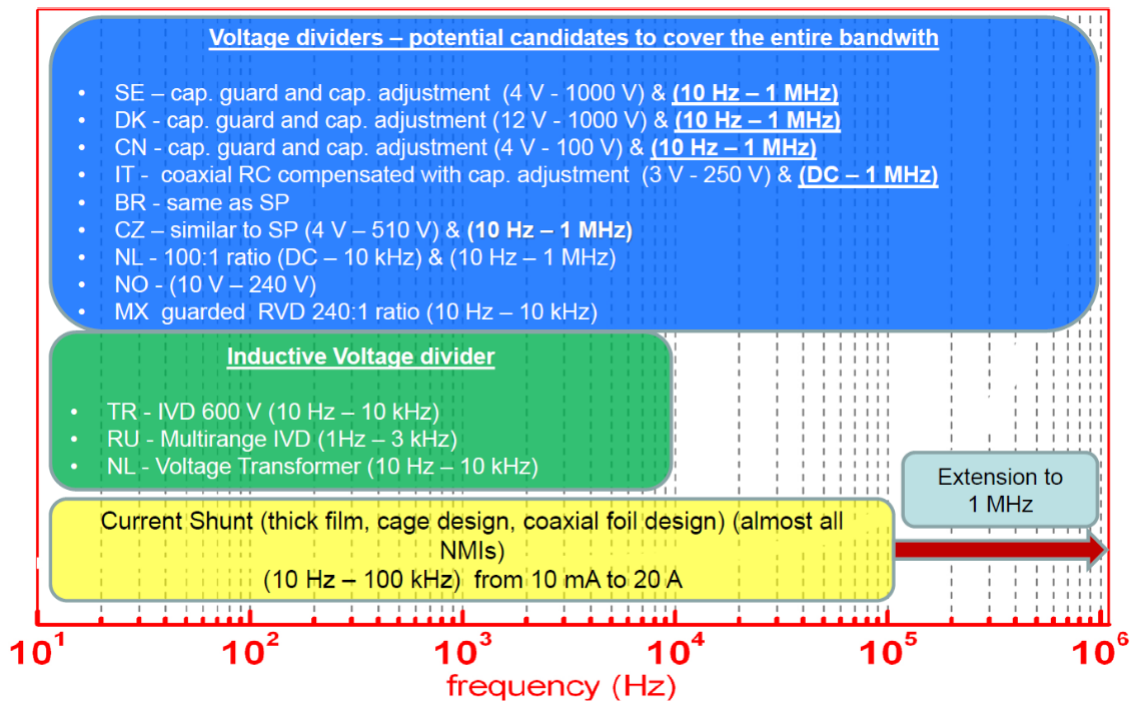 Voltage dividers – potential candidates to cover the entire bandwith
• SE – cap. guard and cap. adjustment (4 V - 1000 V) & (10 Hz – 1 MHz)
• DK - cap. guard and cap. adjustment (12 V - 1000 V) & (10 Hz – 1 MHz)
• CN – cap. guard and cap. adjustment (4 V - 100 V) & (10 Hz – 1 MHz)
• IT - coaxial RC compensated with cap. adjustment (3 V - 250 V) & (DC – 1 MHz)
• BR - same as SP
• CZ – similar to SP (4 V – 510 V) & (10 Hz – 1 MHz)
• NL - 100:1 ratio (DC – 10 kHz) & (10 Hz – 1 MHz)
• NO - (10 V – 240 V)
• MX guarded RVD 240:1 ratio (10 Hz – 10 kHz)
Inductive Voltage divider
• TR - IVD 600 V (10 Hz – 10 kHz)
• RU - Multirange IVD (1Hz – 3 kHz)
• NL - Voltage Transformer (10 Hz – 10 kHz)
Extension to
1 MHz
Current Shunt (thick film, cage design, coaxial foil design) (almost all
NMIs)
(10 Hz – 100 kHz) from 10 mA to 20 A
10¹ 10² 10³ 10⁴ 10⁵ 10⁶
frequency (Hz)